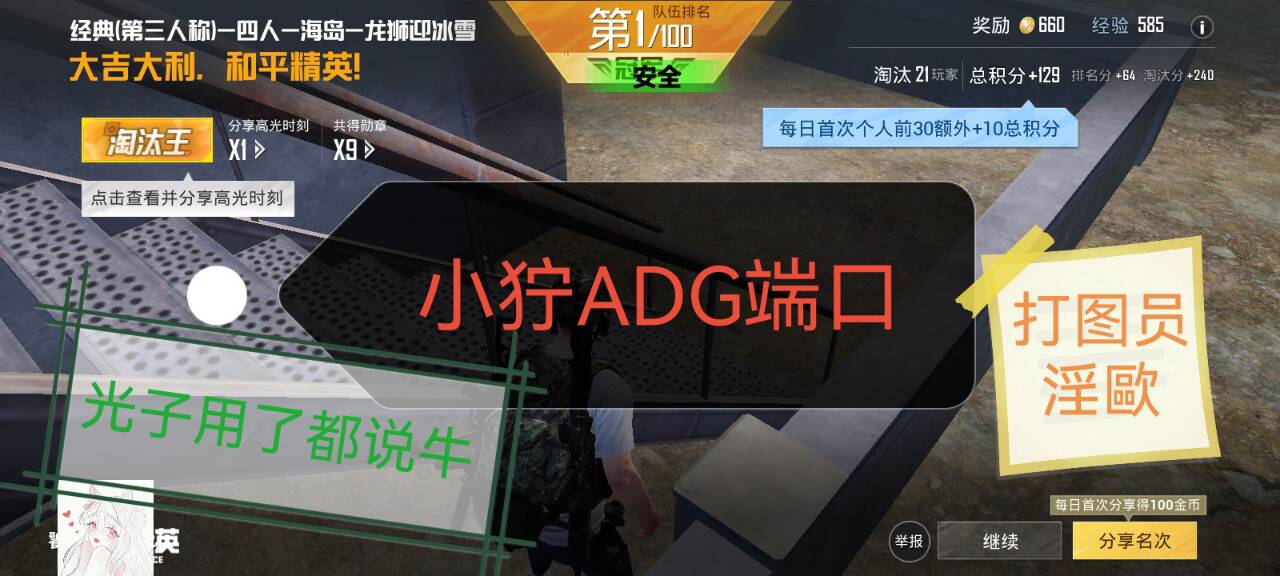 经典(第三人称)—四人—海岛—龙狮迎冰雪
大吉大利，和平精英!
第1/100
队伍排名
冠军
安全
奖励 660 经验 585
淘汰 21 玩家 总积分+129 排名分+64 淘汰分+240
每日首次个人前30额外+10总积分
淘汰王
分享高光时刻
X1
共得勋章
X9
点击查看并分享高光时刻
小狞ADG端口
打图员
淫歐
光子用了都说牛
英
每日首次分享得100金币
举报
继续
分享名次